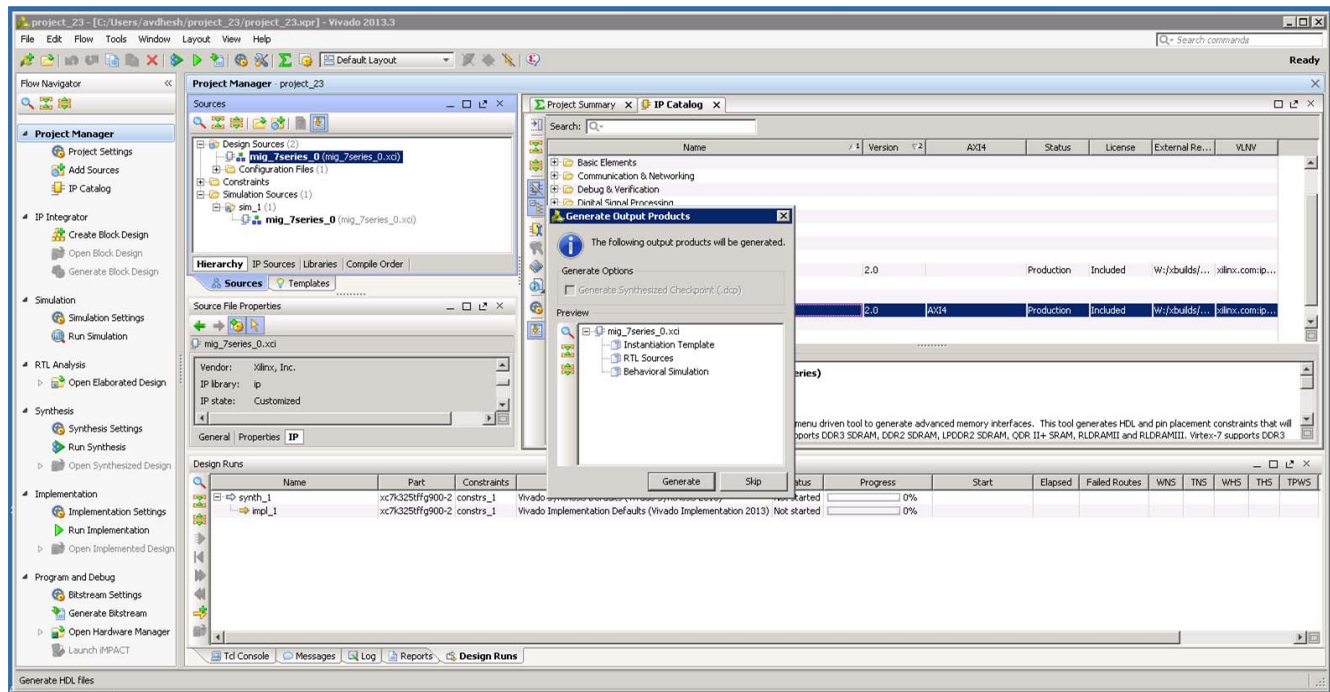 project_23 - [C:/Users/avdhesh/project_23/project_23.xpr] - Vivado 2013.3
File Edit Flow Tools Window Layout View Help
Search commands
Default Layout
Ready
Flow Navigator
Project Manager
Project Settings
Add Sources
IP Catalog
IP Integrator
Create Block Design
Open Block Design
Generate Block Design
Simulation
Simulation Settings
Run Simulation
RTL Analysis
Open Elaborated Design
Synthesis
Synthesis Settings
Run Synthesis
Open Synthesized Design
Implementation
Implementation Settings
Run Implementation
Open Implemented Design
Program and Debug
Bitstream Settings
Generate Bitstream
Open Hardware Manager
Launch iMPACT
Project Manager - project_23
Sources
Design Sources (2)
mig_7series_0 (mig_7series_0.xci)
Configuration Files (1)
Constraints
Simulation Sources (1)
sim_1 (1)
mig_7series_0 (mig_7series_0.xci)
Hierarchy IP Sources Libraries Compile Order
Sources Templates
Source File Properties
mig_7series_0.xci
Vendor: Xilinx, Inc.
IP library: ip
IP state: Customized
General Properties IP
Project Summary IP Catalog
Search:
Name Version AXI4 Status License External Re... VLNV
Basic Elements
Communication & Networking
Debug & Verification
Digital Signal Processing
2.0 Production Included W:/xbuilds/... xilinx.com:ip...
2.0 AXI4 Production Included W:/xbuilds/... xilinx.com:ip...
eries)
menu driven tool to generate advanced memory interfaces. This tool generates HDL and pin placement constraints that will
pports DDR3 SDRAM, DDR2 SDRAM, LPDDR2 SDRAM, QDR II+ SRAM, RLDRAMII and RLDRAMIII. Virtex-7 supports DDR3
Generate Output Products
The following output products will be generated.
Generate Options
Generate Synthesized Checkpoint (.dcp)
Preview
mig_7series_0.xci
Instantiation Template
RTL Sources
Behavioral Simulation
Generate Skip
Design Runs
Name Part Constraints atus Progress Start Elapsed Failed Routes WNS TNS WHS THS TPWS
synth_1 xc7k325tffg900-2 constrs_1 Vivado Synthesis Defaults (Vivado Synthesis 2013) Not started 0%
impl_1 xc7k325tffg900-2 constrs_1 Vivado Implementation Defaults (Vivado Implementation 2013) Not started 0%
Tcl Console Messages Log Reports Design Runs
Generate HDL files